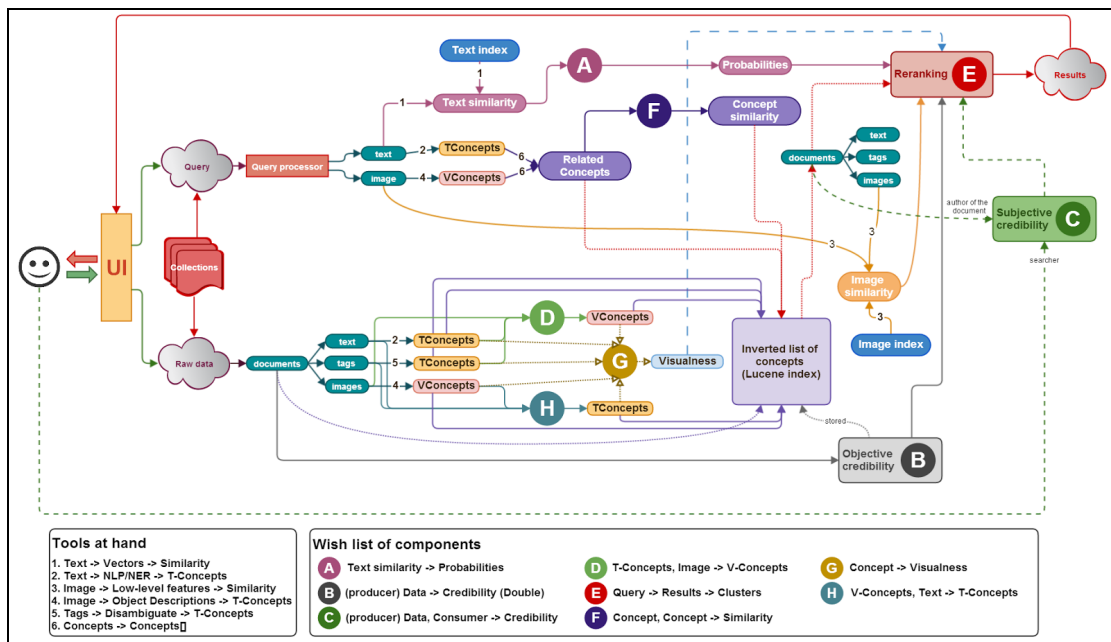 Text index
1
A
Probabilities
Reranking
E
Results
1
Text similarity
F
Concept
similarity
Query
Query processor
text
2
TConcepts
6
Related
Concepts
image
4
VConcepts
6
documents
text
tags
images
author of the
document
Subjective
credibility
C
3
3
searcher
UI
Collections
Image
similarity
3
Image index
Raw data
documents
text
2
TConcepts
D
VConcepts
tags
5
TConcepts
G
Visualness
images
4
VConcepts
H
TConcepts
Inverted list of
concepts
(Lucene index)
stored
Objective
credibility
B
Tools at hand
1. Text -> Vectors -> Similarity
2. Text -> NLP/NER -> T-Concepts
3. Image -> Low-level features -> Similarity
4. Image -> Object Descriptions -> T-Concepts
5. Tags -> Disambiguate -> T-Concepts
6. Concepts -> Concepts[]
Wish list of components
A Text similarity -> Probabilities
B (producer) Data -> Credibility (Double)
C (producer) Data, Consumer -> Credibility
D T-Concepts, Image -> V-Concepts
E Query -> Results -> Clusters
F Concept, Concept -> Similarity
G Concept -> Visualness
H V-Concepts, Text -> T-Concepts